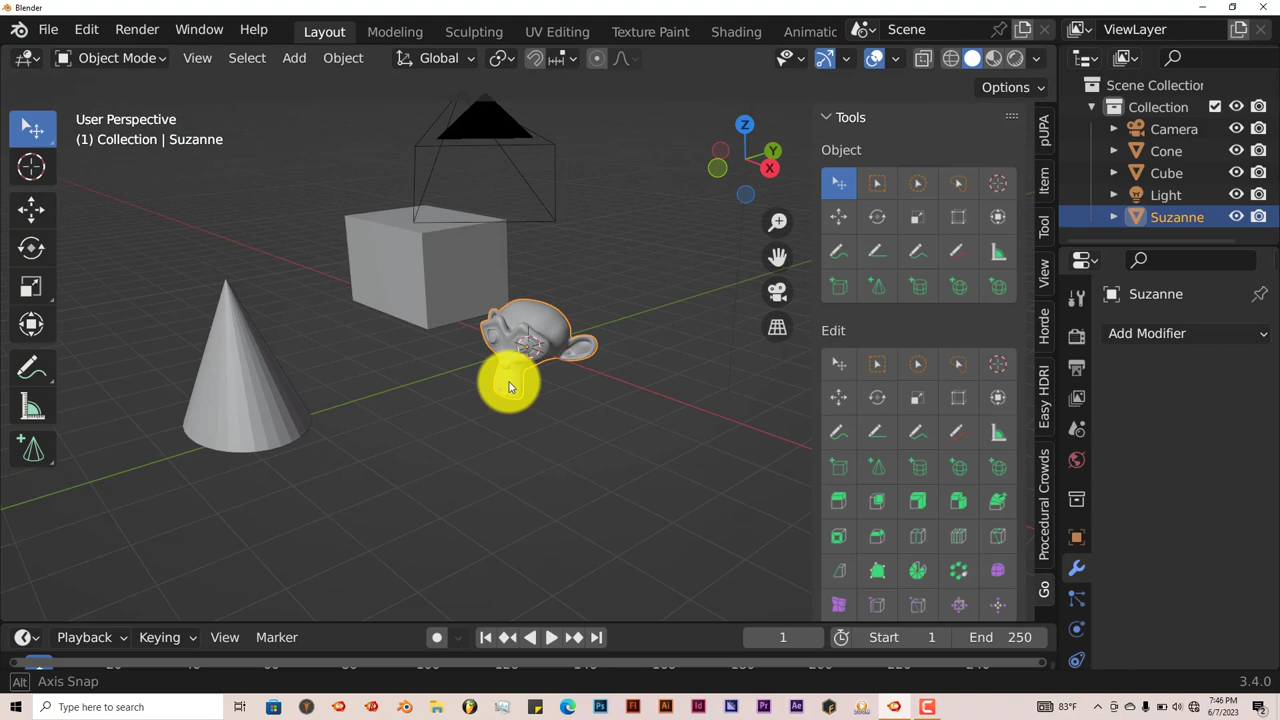 Blender
File Edit Render Window Help Layout Modeling Sculpting UV Editing Texture Paint Shading Animatic Scene ViewLayer
Object Mode View Select Add Object Global
Options
User Perspective
(1) Collection | Suzanne
Z
Y
X
Tools
Object
Edit
pUPA
Item
Tool
View
Horde
Easy HDRI
Procedural Crowds
Go
Scene Collection
Collection
Camera
Cone
Cube
Light
Suzanne
Suzanne
Add Modifier
Playback Keying View Marker 1 Start 1 End 250
Alt Axis Snap 3.4.0
Type here to search
83°F
7:46 PM
6/7/2023